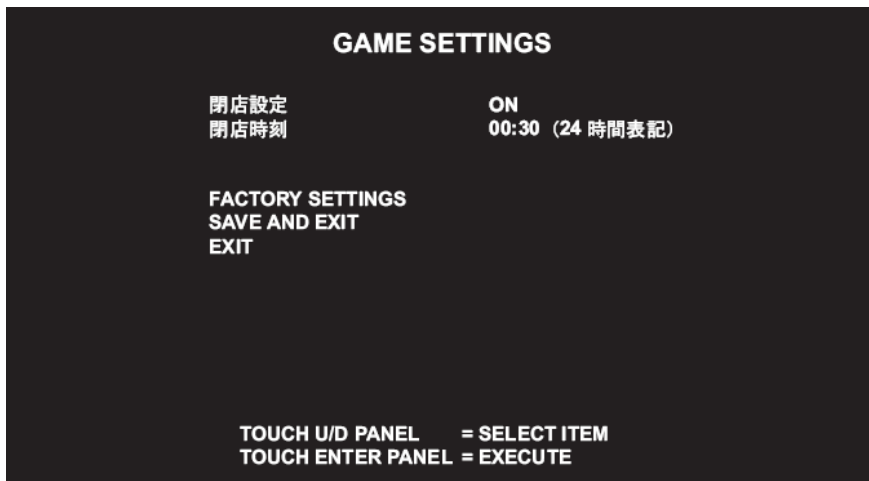 GAME SETTINGS
閉店設定 ON
閉店時刻 00:30（24 時間表記）
FACTORY SETTINGS
SAVE AND EXIT
EXIT
TOUCH U/D PANEL = SELECT ITEM
TOUCH ENTER PANEL = EXECUTE